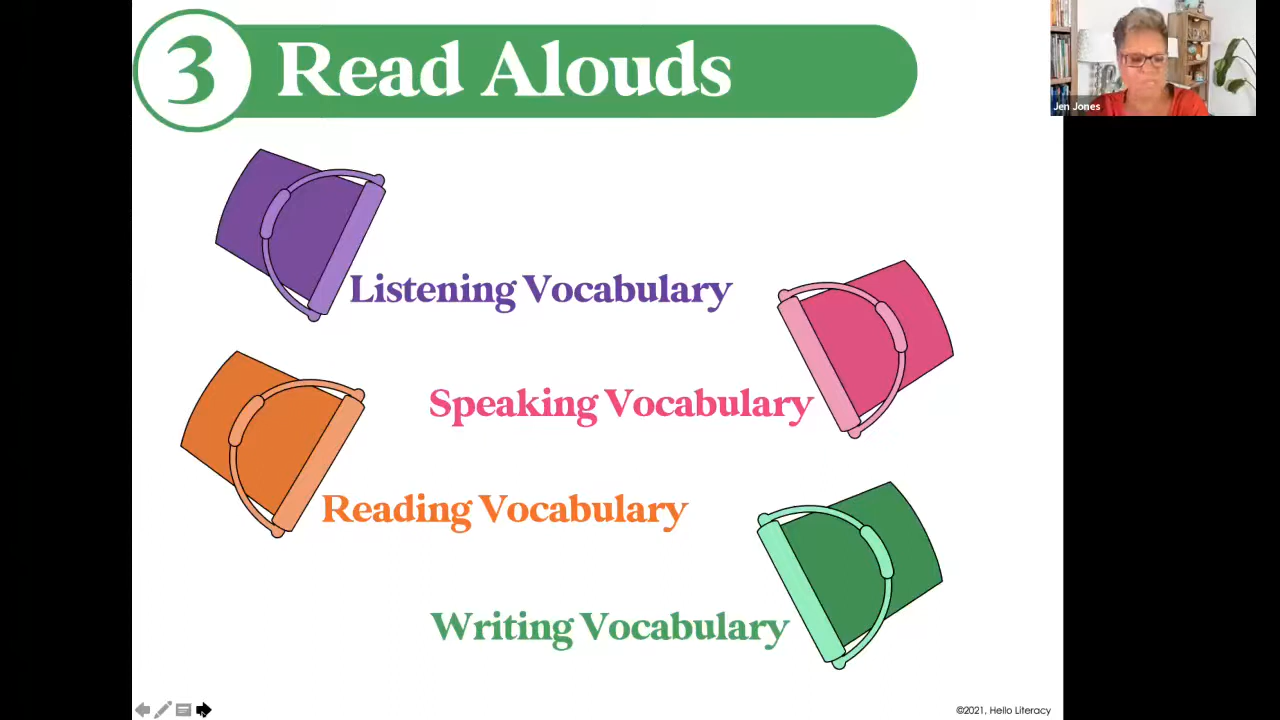 3 Read Alouds
Jen Jones
Listening Vocabulary
Speaking Vocabulary
Reading Vocabulary
Writing Vocabulary
©2021, Hello Literacy